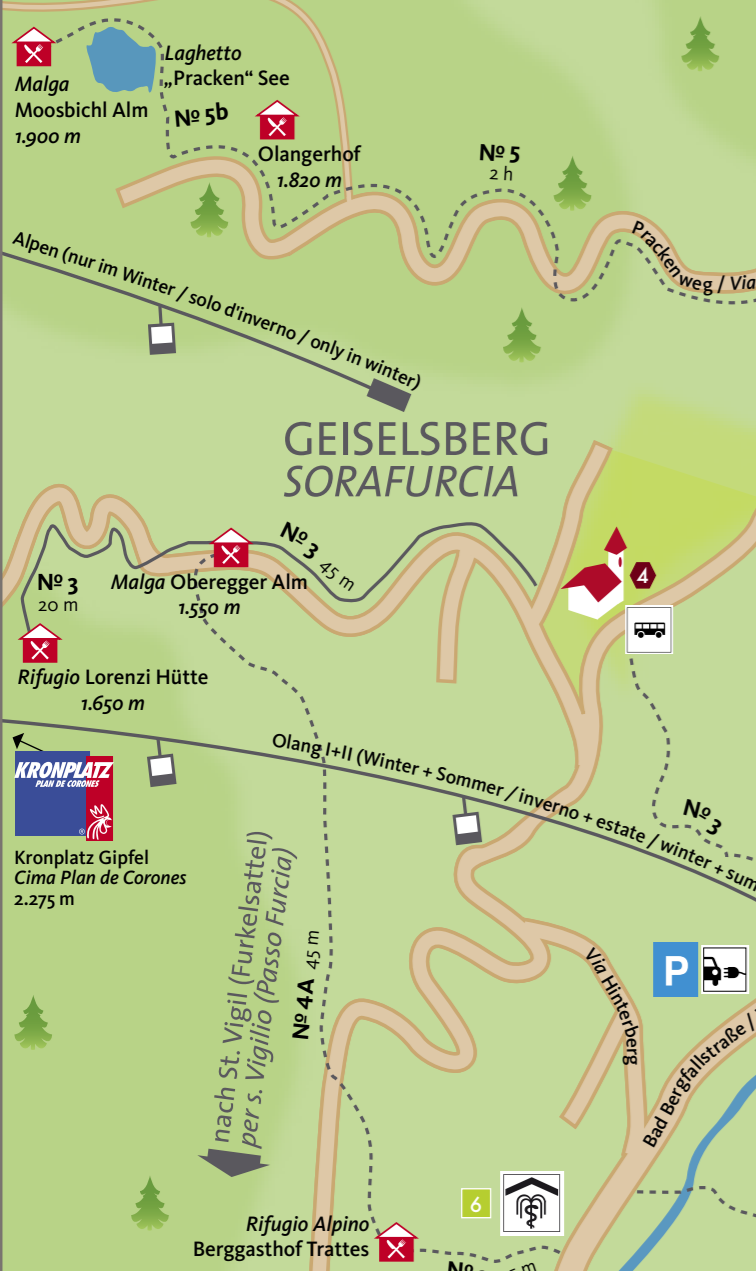 Laghetto
„Pracken“ See
Malga
Moosbichl Alm
1.900 m
Nº 5b
Olangerhof
1.820 m
Nº 5
2 h
Prackenweg / Via
Alpen (nur im Winter / solo d'inverno / only in winter)
GEISELSBERG
SORAFURCIA
Nº 3 45 m
Nº 3
20 m
Malga Oberegger Alm
1.550 m
4
Rifugio Lorenzi Hütte
1.650 m
Olang I+II (Winter + Sommer / inverno + estate / winter + sum
KRONPLATZ
PLAN DE CORONES
®
Nº 3
Kronplatz Gipfel
Cima Plan de Corones
2.275 m
nach St. Vigil (Furkelsattel)
per s. Vigilio (Passo Furcia)
Nº 4A 45 m
P
Via Hinterberg
Bad Bergfallstraße /
6
Rifugio Alpino
Berggasthof Trattes